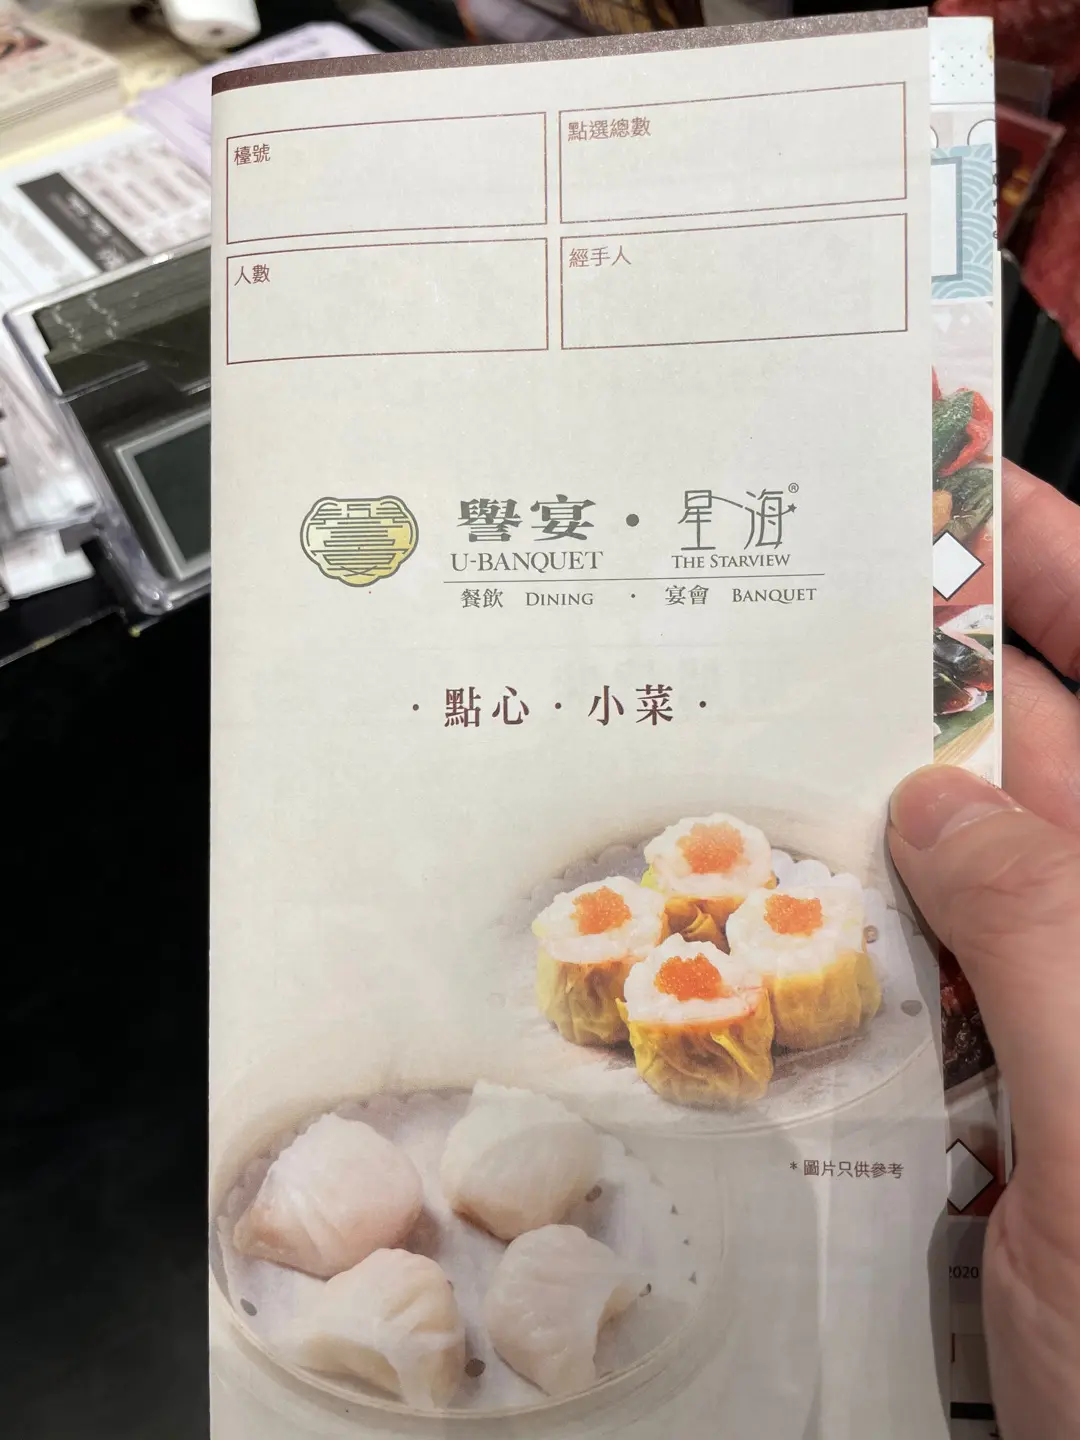 檯號
點選總數
人數
經手人
譽宴 · 星海®
U-BANQUET THE STARVIEW
餐飲 DINING · 宴會 BANQUET
· 點心 · 小菜 ·
* 圖片只供參考
2020